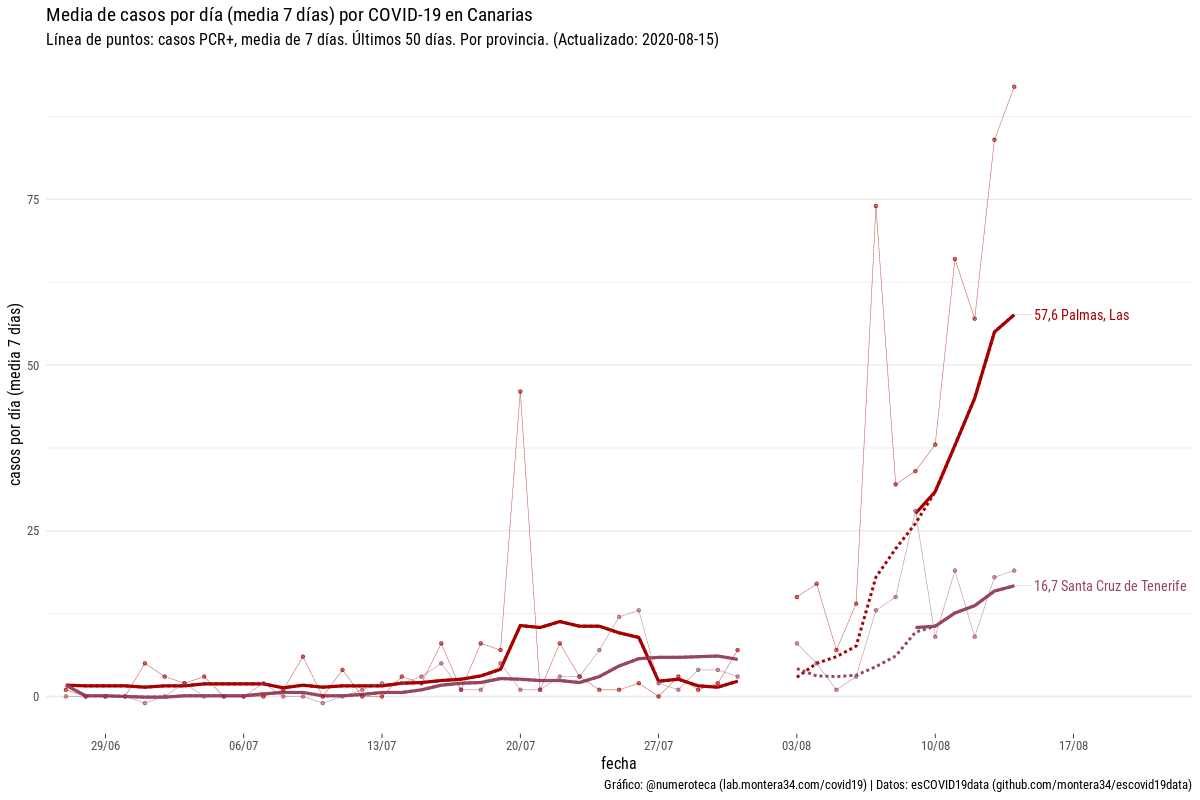 Media de casos por día (media 7 días) por COVID-19 en Canarias
Línea de puntos: casos PCR+, media de 7 días. Últimos 50 días. Por provincia. (Actualizado: 2020-08-15)
casos por día (media 7 días)
75
50
25
0
57,6 Palmas, Las
16,7 Santa Cruz de Tenerife
29/06
06/07
13/07
20/07
27/07
03/08
10/08
17/08
fecha
Gráfico: @numeroteca (lab.montera34.com/covid19) | Datos: esCOVID19data (github.com/montera34/escovid19data)